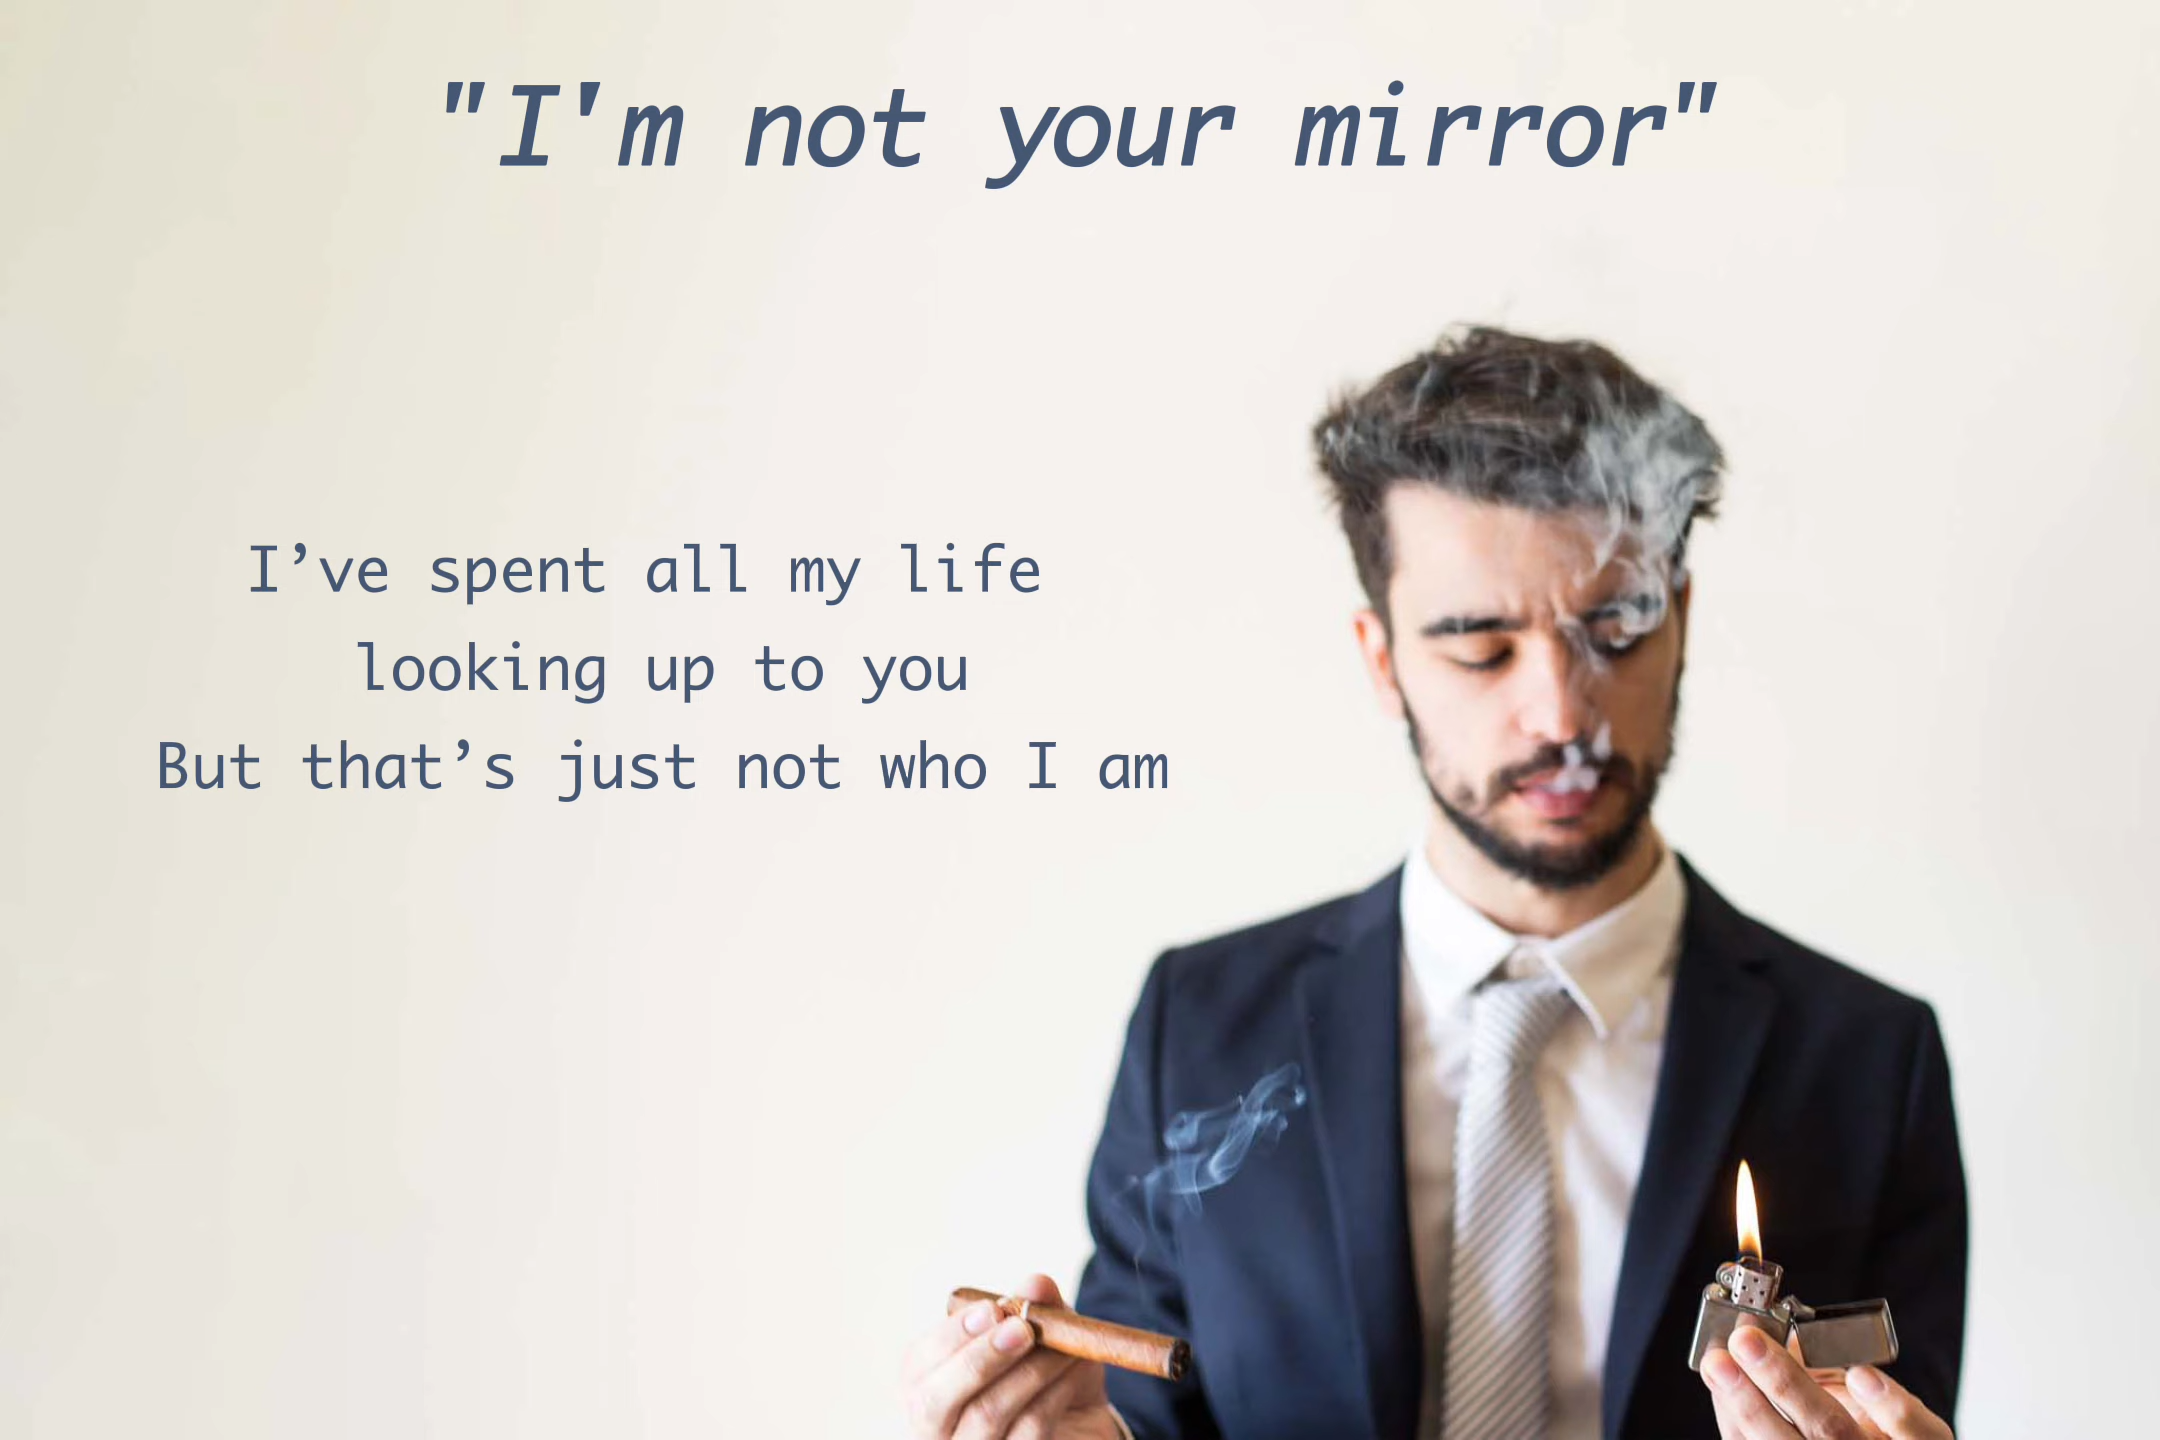 "I'm not your mirror"
I’ve spent all my life
looking up to you
But that’s just not who I am